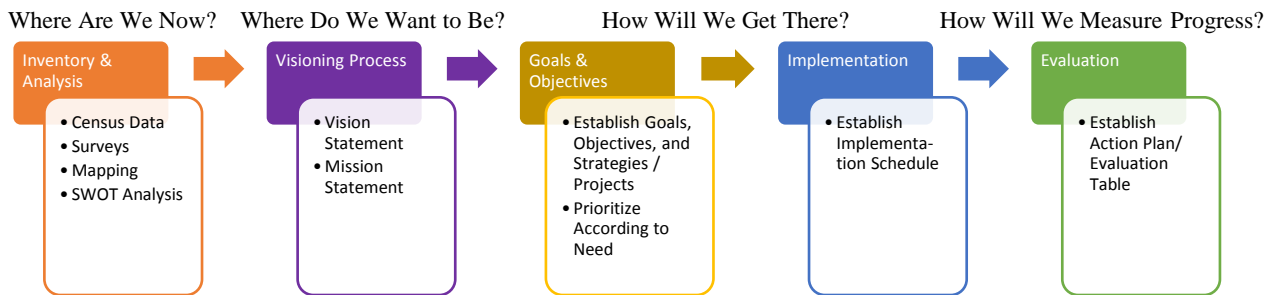 Where Are We Now?
Where Do We Want to Be?
How Will We Get There?
How Will We Measure Progress?
Inventory &
Analysis
• Census Data
• Surveys
• Mapping
• SWOT Analysis
Visioning Process
• Vision
Statement
• Mission
Statement
Goals &
Objectives
• Establish Goals,
Objectives, and
Strategies /
Projects
• Prioritize
According to
Need
Implementation
• Establish
Implementa-
tion Schedule
Evaluation
• Establish
Action Plan/
Evaluation
Table